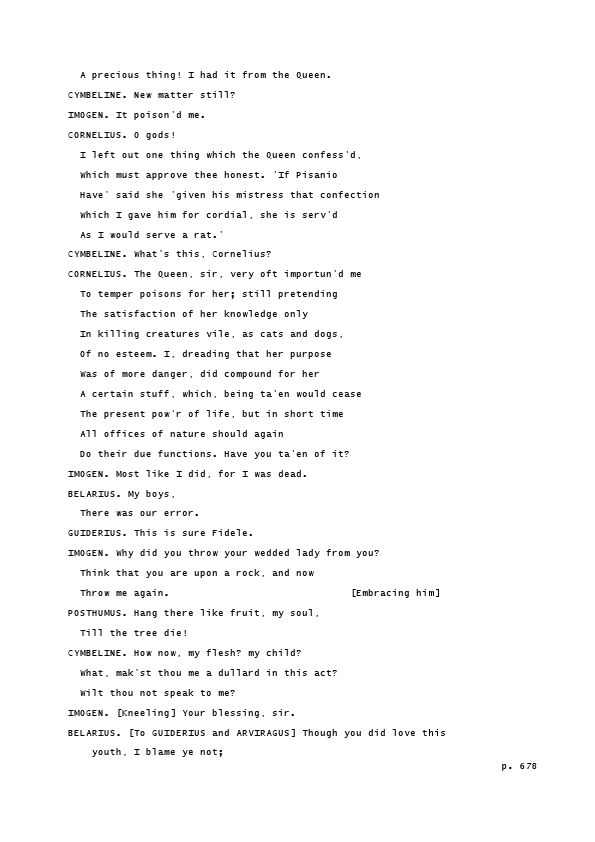 A precious thing! I had it from the Queen.
CYMBELINE. New matter still?
IMOGEN. It poison'd me.
CORNELIUS. O gods!
I left out one thing which the Queen confess'd,
Which must approve thee honest. 'If Pisanio
Have' said she 'given his mistress that confection
Which I gave him for cordial, she is serv'd
As I would serve a rat.'
CYMBELINE. What's this, Cornelius?
CORNELIUS. The Queen, sir, very oft importun'd me
To temper poisons for her; still pretending
The satisfaction of her knowledge only
In killing creatures vile, as cats and dogs,
Of no esteem. I, dreading that her purpose
Was of more danger, did compound for her
A certain stuff, which, being ta'en would cease
The present pow'r of life, but in short time
All offices of nature should again
Do their due functions. Have you ta'en of it?
IMOGEN. Most like I did, for I was dead.
BELARIUS. My boys,
There was our error.
GUIDERIUS. This is sure Fidele.
IMOGEN. Why did you throw your wedded lady from you?
Think that you are upon a rock, and now
Throw me again. [Embracing him]
POSTHUMUS. Hang there like fruit, my soul,
Till the tree die!
CYMBELINE. How now, my flesh? my child?
What, mak'st thou me a dullard in this act?
Wilt thou not speak to me?
IMOGEN. [Kneeling] Your blessing, sir.
BELARIUS. [To GUIDERIUS and ARVIRAGUS] Though you did love this
youth, I blame ye not;
p. 678